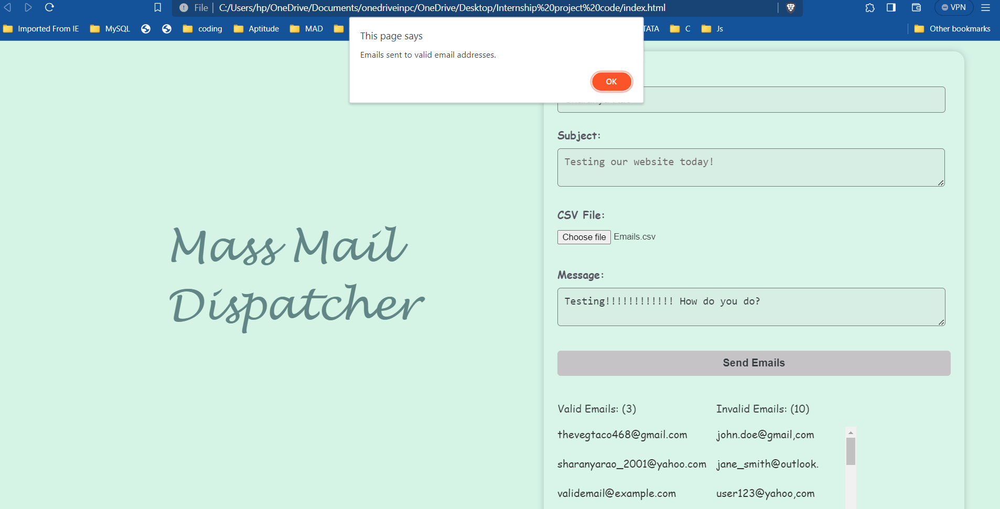 File C:/Users/hp/OneDrive/Documents/onedriveinpc/OneDrive/Desktop/Internship%20project%20code/index.html
VPN
Imported From IE MySQL coding Aptitude MAD TATA C Js Other bookmarks
This page says
Emails sent to valid email addresses.
OK
Subject:
Testing our website today!
CSV File:
Choose file Emails.csv
Mass Mail
Dispatcher
Message:
Testing!!!!!!!!!!!! How do you do?
Send Emails
Valid Emails: (3) Invalid Emails: (10)
thevegtaco468@gmail.com john.doe@gmail,com
sharanyarao_2001@yahoo.com jane_smith@outlook.
validemail@example.com user123@yahoo,com